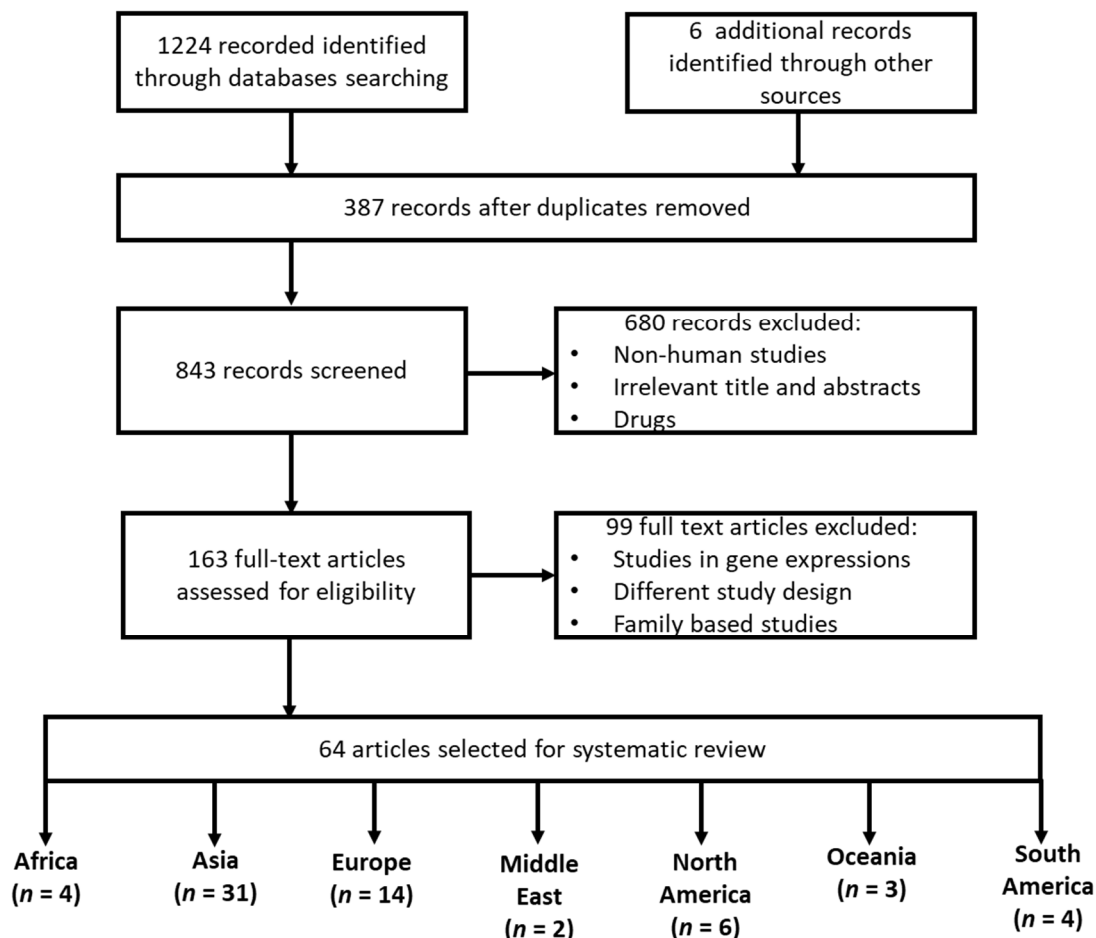 1224 recorded identified
through databases searching
6 additional records
identified through other
sources
387 records after duplicates removed
843 records screened
680 records excluded:
• Non-human studies
• Irrelevant title and abstracts
• Drugs
163 full-text articles
assessed for eligibility
99 full text articles excluded:
• Studies in gene expressions
• Different study design
• Family based studies
64 articles selected for systematic review
Africa
(n = 4)
Asia
(n = 31)
Europe
(n = 14)
Middle
East
(n = 2)
North
America
(n = 6)
Oceania
(n = 3)
South
America
(n = 4)